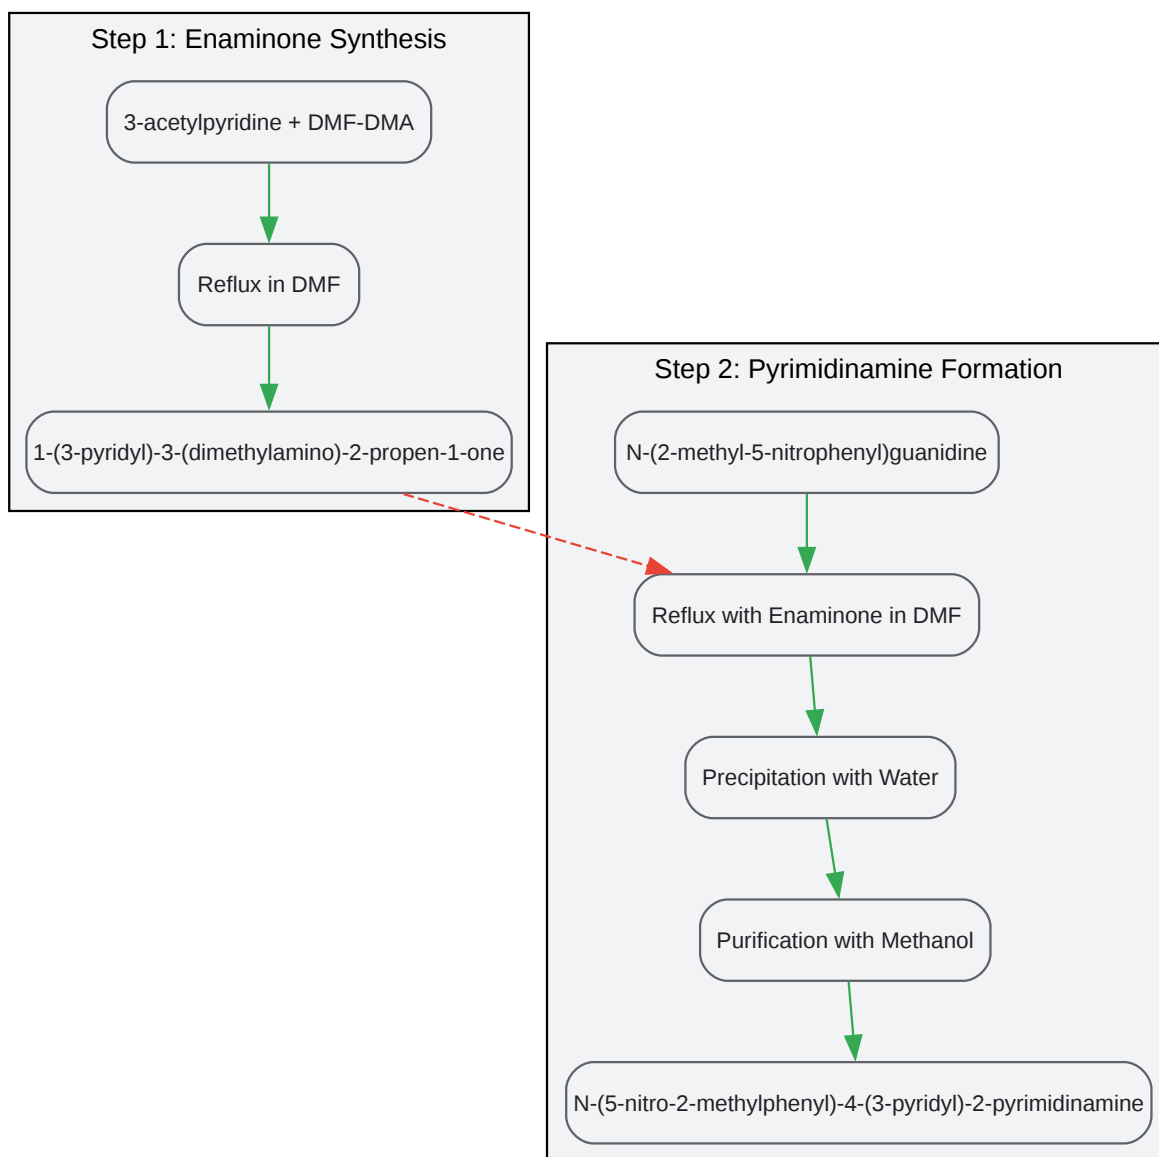 Step 1: Enaminone Synthesis
3-acetylpyridine + DMF-DMA
Reflux in DMF
1-(3-pyridyl)-3-(dimethylamino)-2-propen-1-one
Step 2: Pyrimidinamine Formation
N-(2-methyl-5-nitrophenyl)guanidine
Reflux with Enaminone in DMF
Precipitation with Water
Purification with Methanol
N-(5-nitro-2-methylphenyl)-4-(3-pyridyl)-2-pyrimidinamine